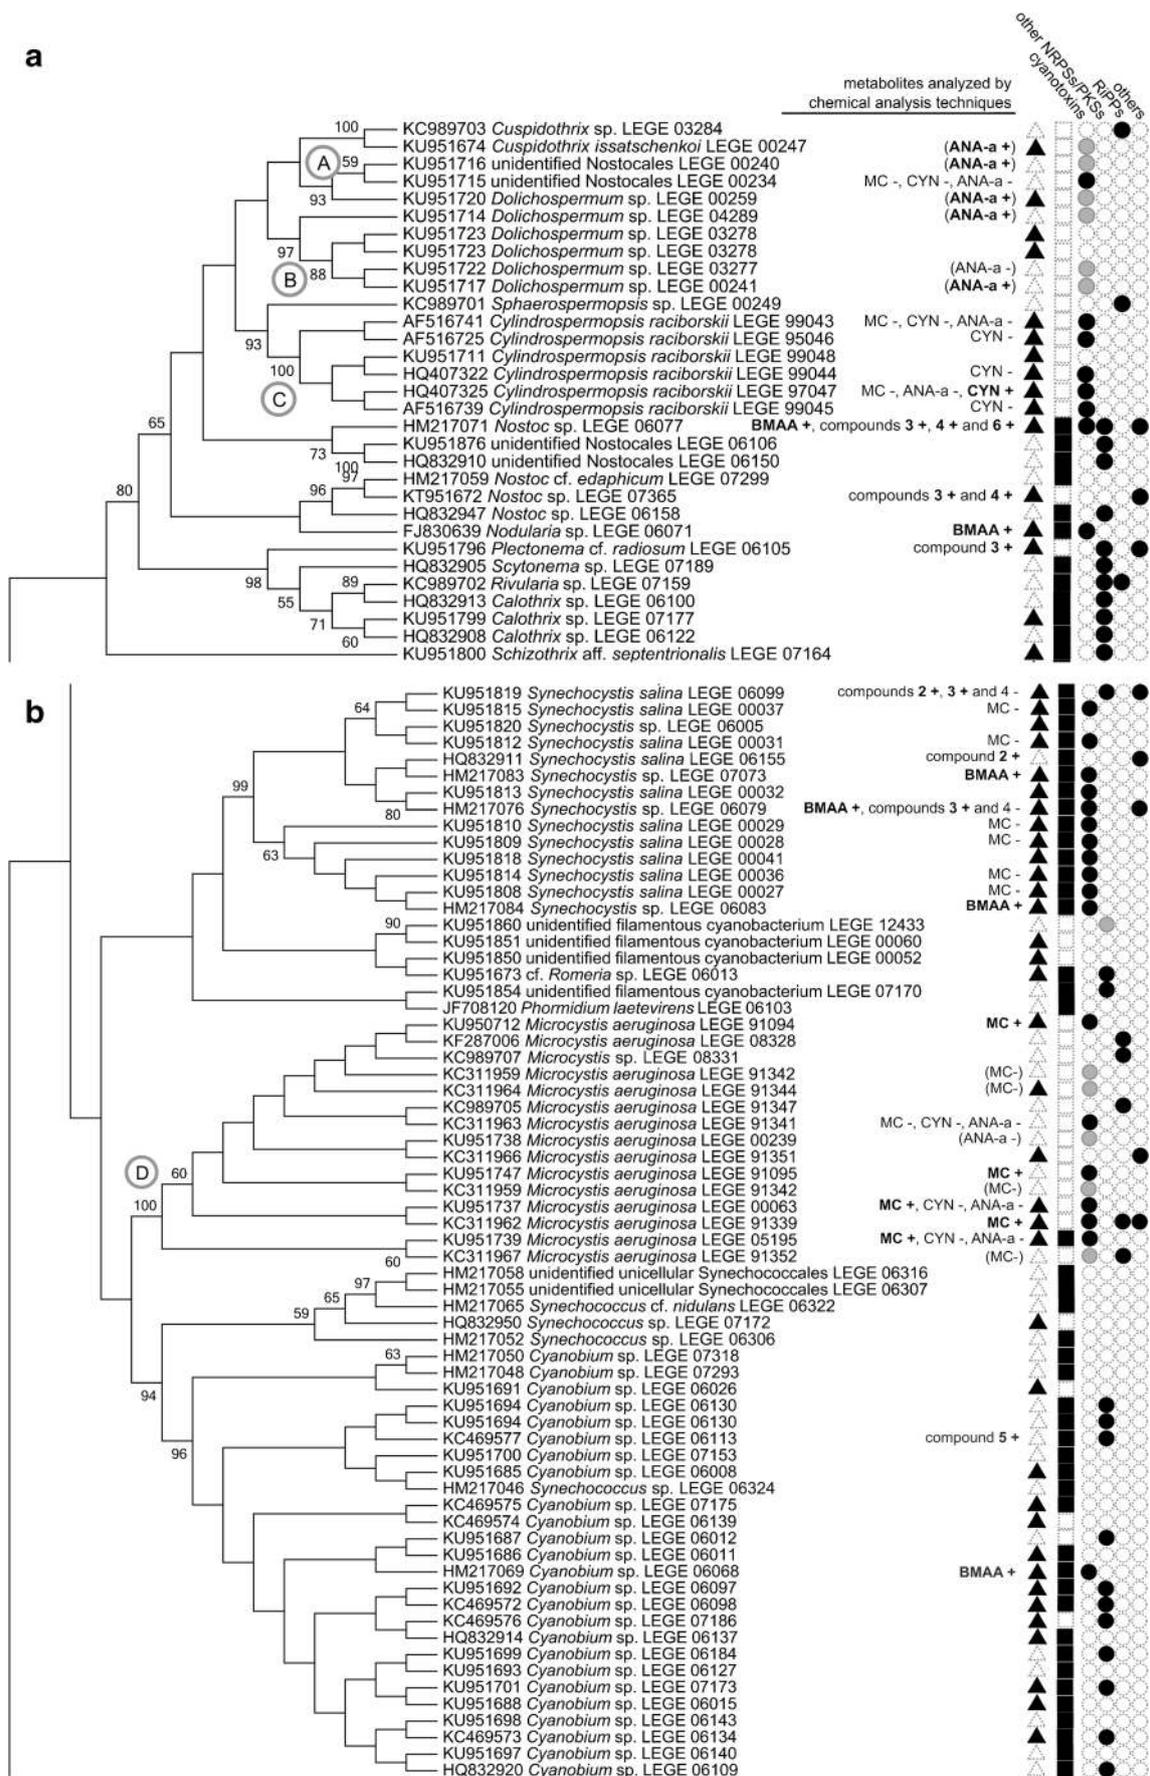 a
other NRPSs/PKSs
cyanotoxins
RiPPs
others
metabolites analyzed by
chemical analysis techniques
100 KC989703 Cuspidothrix sp. LEGE 03284
KU951674 Cuspidothrix issatschenkoi LEGE 00247 (ANA-a +)
A 59 KU951716 unidentified Nostocales LEGE 00240 (ANA-a +)
KU951715 unidentified Nostocales LEGE 00234 MC -, CYN -, ANA-a -
93 KU951720 Dolichospermum sp. LEGE 00259 (ANA-a +)
KU951714 Dolichospermum sp. LEGE 04289 (ANA-a +)
KU951723 Dolichospermum sp. LEGE 03278
97 KU951723 Dolichospermum sp. LEGE 03278
B 88 KU951722 Dolichospermum sp. LEGE 03277 (ANA-a -)
KU951717 Dolichospermum sp. LEGE 00241 (ANA-a +)
KC989701 Sphaerospermopsis sp. LEGE 00249
AF516741 Cylindrospermopsis raciborskii LEGE 99043 MC -, CYN -, ANA-a -
93 AF516725 Cylindrospermopsis raciborskii LEGE 95046 CYN -
KU951711 Cylindrospermopsis raciborskii LEGE 99048
100 HQ407322 Cylindrospermopsis raciborskii LEGE 99044 CYN -
C HQ407325 Cylindrospermopsis raciborskii LEGE 97047 MC -, ANA-a -, CYN +
AF516739 Cylindrospermopsis raciborskii LEGE 99045 CYN -
65 HM217071 Nostoc sp. LEGE 06077 BMAA +, compounds 3 +, 4 + and 6 +
KU951876 unidentified Nostocales LEGE 06106
73 HQ832910 unidentified Nostocales LEGE 06150
100
97 HM217059 Nostoc cf. edaphicum LEGE 07299
80 96 KT951672 Nostoc sp. LEGE 07365 compounds 3 + and 4 +
HQ832947 Nostoc sp. LEGE 06158
FJ830639 Nodularia sp. LEGE 06071 BMAA +
KU951796 Plectonema cf. radiosum LEGE 06105 compound 3 +
HQ832905 Scytonema sp. LEGE 07189
98 89 KC989702 Rivularia sp. LEGE 07159
55 HQ832913 Calothrix sp. LEGE 06100
71 KU951799 Calothrix sp. LEGE 07177
60 HQ832908 Calothrix sp. LEGE 06122
KU951800 Schizothrix aff. septentrionalis LEGE 07164
b
KU951819 Synechocystis salina LEGE 06099 compounds 2 +, 3 + and 4 -
64 KU951815 Synechocystis salina LEGE 00037 MC -
KU951820 Synechocystis sp. LEGE 06005
KU951812 Synechocystis salina LEGE 00031 MC -
HQ832911 Synechocystis salina LEGE 06155 compound 2 +
HM217083 Synechocystis sp. LEGE 07073 BMAA +
99 KU951813 Synechocystis salina LEGE 00032
80 HM217076 Synechocystis sp. LEGE 06079 BMAA +, compounds 3 + and 4 -
KU951810 Synechocystis salina LEGE 00029 MC -
KU951809 Synechocystis salina LEGE 00028 MC -
63 KU951818 Synechocystis salina LEGE 00041
KU951814 Synechocystis salina LEGE 00036 MC -
KU951808 Synechocystis salina LEGE 00027 MC -
HM217084 Synechocystis sp. LEGE 06083 BMAA +
90 KU951860 unidentified filamentous cyanobacterium LEGE 12433
KU951851 unidentified filamentous cyanobacterium LEGE 00060
KU951850 unidentified filamentous cyanobacterium LEGE 00052
KU951673 cf. Romeria sp. LEGE 06013
KU951854 unidentified filamentous cyanobacterium LEGE 07170
JF708120 Phormidium laetevirens LEGE 06103
KU950712 Microcystis aeruginosa LEGE 91094 MC +
KF287006 Microcystis aeruginosa LEGE 08328
KC989707 Microcystis sp. LEGE 08331
KC311959 Microcystis aeruginosa LEGE 91342 (MC-)
KC311964 Microcystis aeruginosa LEGE 91344 (MC-)
KC989705 Microcystis aeruginosa LEGE 91347
KC311963 Microcystis aeruginosa LEGE 91341 MC -, CYN -, ANA-a -
KU951738 Microcystis aeruginosa LEGE 00239 (ANA-a -)
KC311966 Microcystis aeruginosa LEGE 91351
D 60 KU951747 Microcystis aeruginosa LEGE 91095 MC +
KC311959 Microcystis aeruginosa LEGE 91342 (MC-)
100 KU951737 Microcystis aeruginosa LEGE 00063 MC +, CYN -, ANA-a -
KC311962 Microcystis aeruginosa LEGE 91339 MC +
KU951739 Microcystis aeruginosa LEGE 05195 MC +, CYN -, ANA-a -
60 KC311967 Microcystis aeruginosa LEGE 91352 (MC-)
HM217058 unidentified unicellular Synechococcales LEGE 06316
97 HM217055 unidentified unicellular Synechococcales LEGE 06307
65 HM217065 Synechococcus cf. nidulans LEGE 06322
59 HQ832950 Synechococcus sp. LEGE 07172
HM217052 Synechococcus sp. LEGE 06306
63 HM217050 Cyanobium sp. LEGE 07318
HM217048 Cyanobium sp. LEGE 07293
94 KU951691 Cyanobium sp. LEGE 06026
KU951694 Cyanobium sp. LEGE 06130
KU951694 Cyanobium sp. LEGE 06130
96 KC469577 Cyanobium sp. LEGE 06113 compound 5 +
KU951700 Cyanobium sp. LEGE 07153
KU951685 Cyanobium sp. LEGE 06008
HM217046 Synechococcus sp. LEGE 06324
KC469575 Cyanobium sp. LEGE 07175
KC469574 Cyanobium sp. LEGE 06139
KU951687 Cyanobium sp. LEGE 06012
KU951686 Cyanobium sp. LEGE 06011
HM217069 Cyanobium sp. LEGE 06068 BMAA +
KU951692 Cyanobium sp. LEGE 06097
KC469572 Cyanobium sp. LEGE 06098
KC469576 Cyanobium sp. LEGE 07186
HQ832914 Cyanobium sp. LEGE 06137
KU951699 Cyanobium sp. LEGE 06184
KU951693 Cyanobium sp. LEGE 06127
KU951701 Cyanobium sp. LEGE 07173
KU951688 Cyanobium sp. LEGE 06015
KU951698 Cyanobium sp. LEGE 06143
KC469573 Cyanobium sp. LEGE 06134
KU951697 Cyanobium sp. LEGE 06140
HQ832920 Cyanobium sp. LEGE 06109